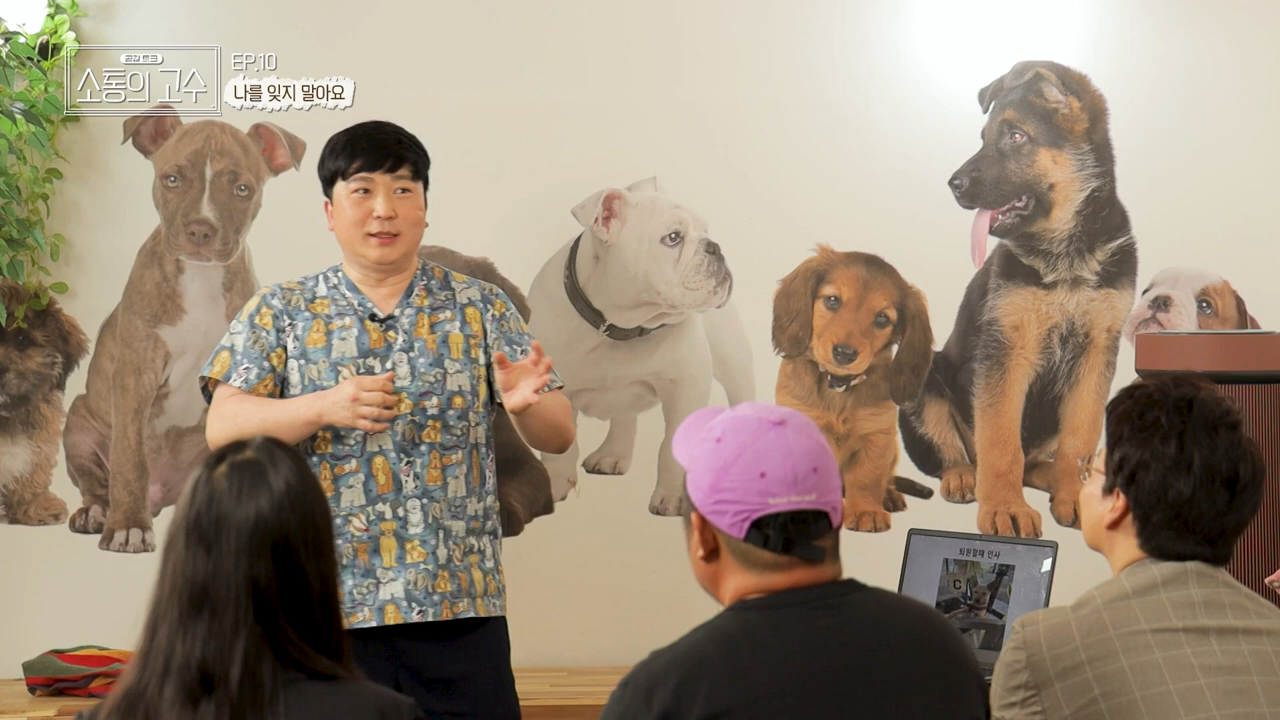 공감 토크
소통의 고수
EP.10
나를 잊지 말아요
퇴원할때 인사
C